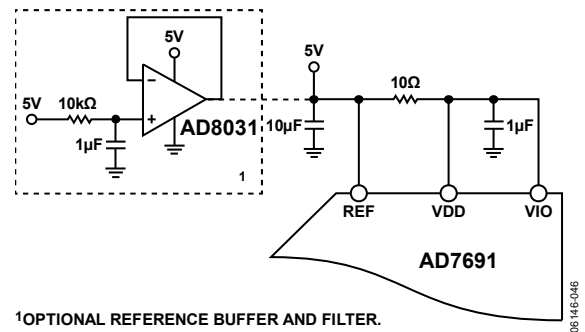 5V
5V
5V
10kΩ
10Ω
−
+
AD8031
10µF
1µF
1µF
1
REF
VDD
VIO
AD7691
1OPTIONAL REFERENCE BUFFER AND FILTER.
06146-046